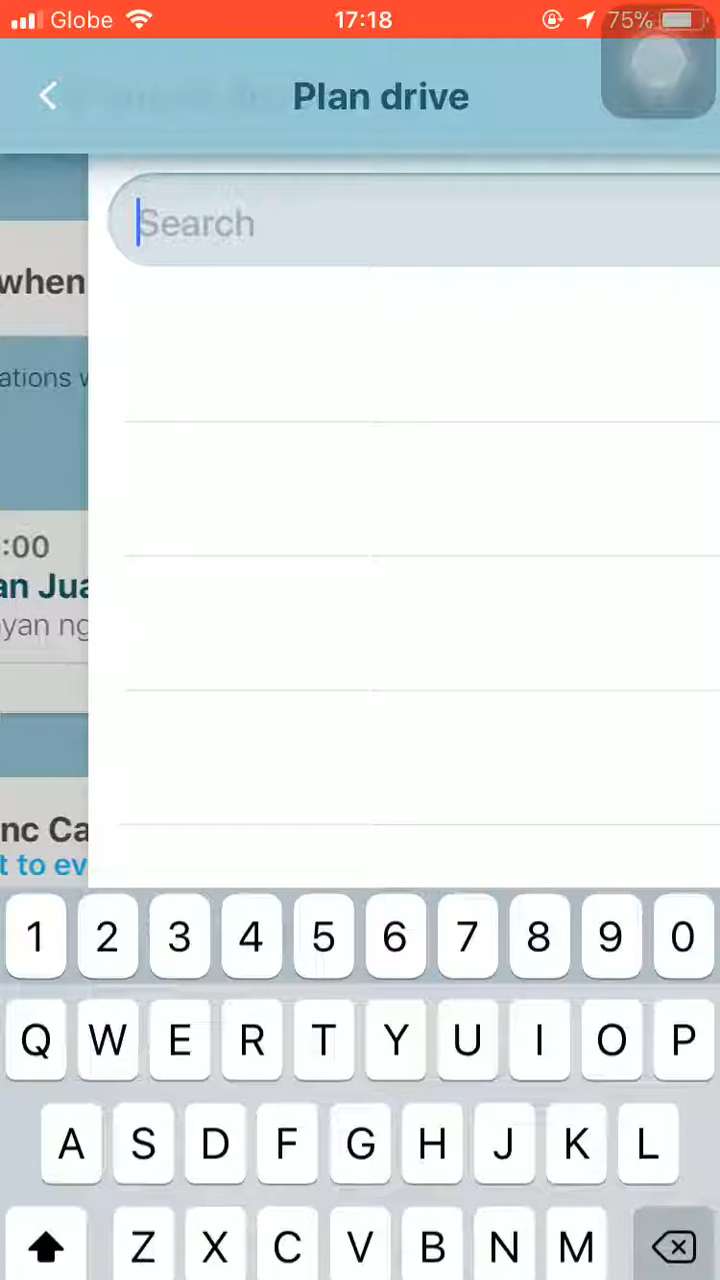 Globe 17:18 75%
Plan drive
Search
when
ations
:00
an Jua
yan ng
nc Ca
t to ev
1 2 3 4 5 6 7 8 9 0
Q W E R T Y U I O P
A S D F G H J K L
Z X C V B N M